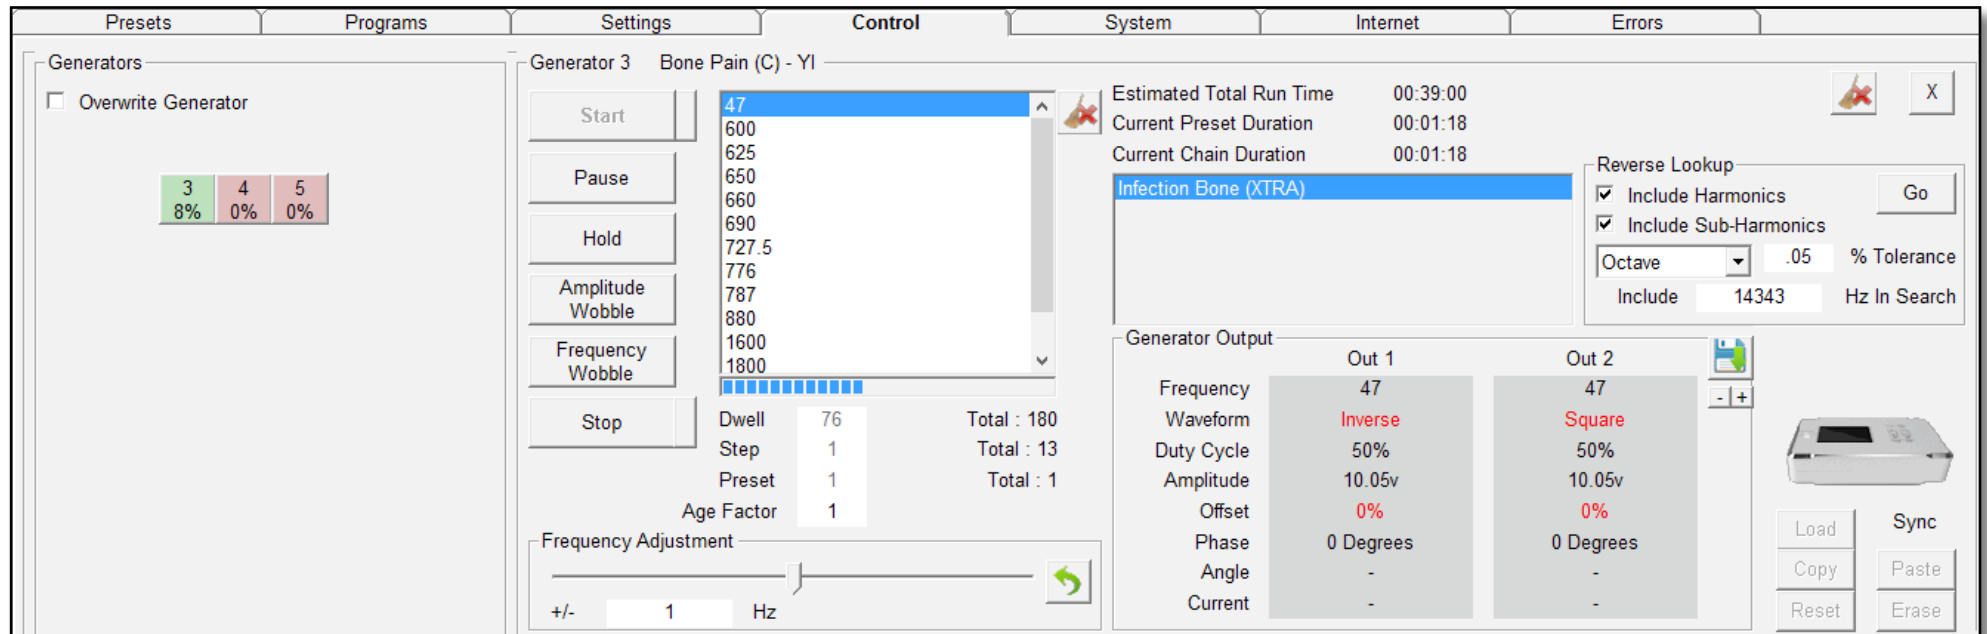 Presets Programs Settings Control System Internet Errors
Generators
Overwrite Generator
3 4 5
8% 0% 0%
Generator 3 Bone Pain (C) - YI
Start
Pause
Hold
Amplitude
Wobble
Frequency
Wobble
Stop
47
600
625
650
660
690
727.5
776
787
880
1600
1800
Dwell 76 Total : 180
Step 1 Total : 13
Preset 1 Total : 1
Age Factor 1
Frequency Adjustment
+/- 1 Hz
Estimated Total Run Time 00:39:00
Current Preset Duration 00:01:18
Current Chain Duration 00:01:18
X
Infection Bone (XTRA)
Reverse Lookup
Include Harmonics
Go
Include Sub-Harmonics
Octave .05 % Tolerance
Include 14343 Hz In Search
Generator Output
Out 1 Out 2
Frequency 47 47
- +
Waveform Inverse Square
Duty Cycle 50% 50%
Amplitude 10.05v 10.05v
Offset 0% 0%
Phase 0 Degrees 0 Degrees
Angle - -
Current - -
Load Sync
Copy Paste
Reset Erase